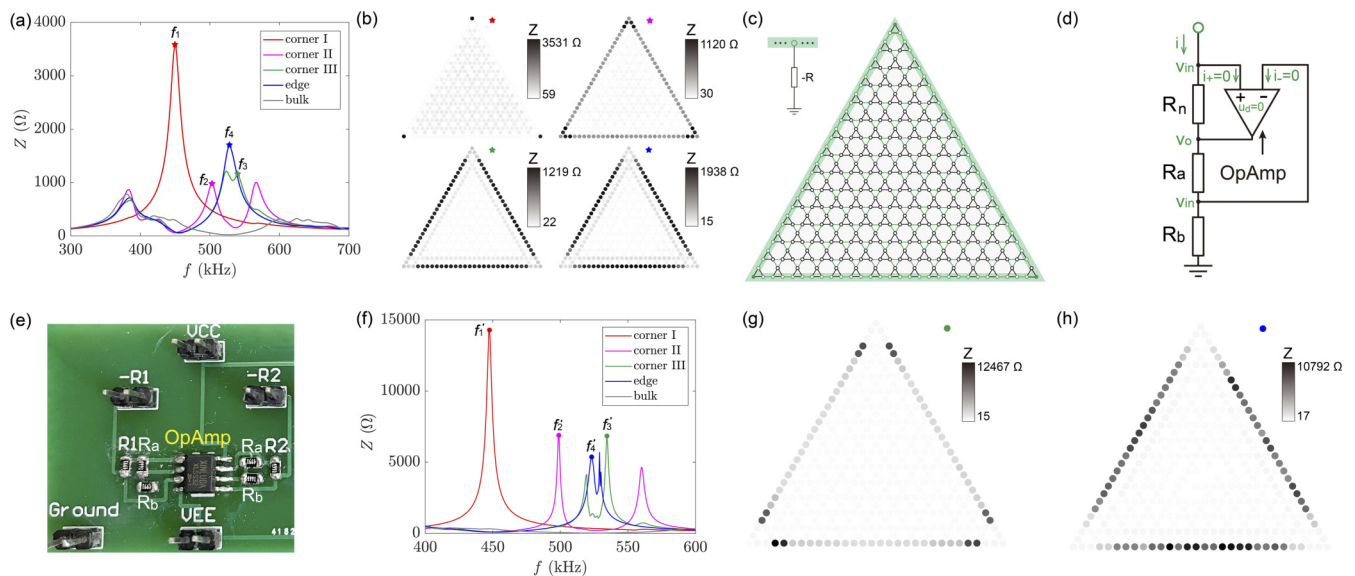 (a)
Z (Ω)
4000
3000
2000
1000
0
300
400
500
600
700
f (kHz)
f₁
f₂
f₄
f₃
corner I
corner II
corner III
edge
bulk
(b)
Z
3531 Ω
59
Z
1120 Ω
30
Z
1219 Ω
22
Z
1938 Ω
15
(c)
-R
(d)
i
Vin
i+=0
i-=0
+
-
Rn
ud=0
Vo
Ra
OpAmp
Vin
Rb
(e)
VCC
-R1
-R2
OpAmp
R1Ra
RaR2
Rb
Rb
Ground
VEE
4182
(f)
Z (Ω)
15000
10000
5000
0
400
450
500
550
600
f (kHz)
f₁′
f₂′
f₄′
f₃′
corner I
corner II
corner III
edge
bulk
(g)
Z
12467 Ω
15
(h)
Z
10792 Ω
17